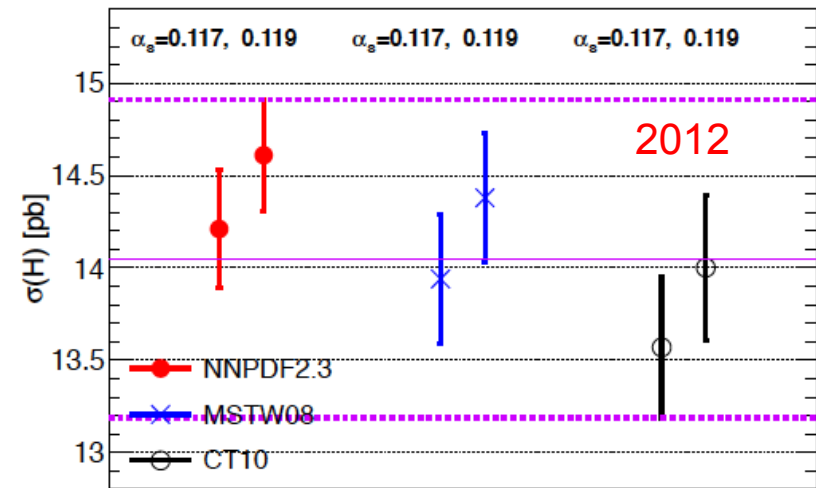 αs=0.117, 0.119 αs=0.117, 0.119 αs=0.117, 0.119
15
2012
14.5
σ(H) [pb]
14
13.5
NNPDF2.3
MSTW08
13
CT10